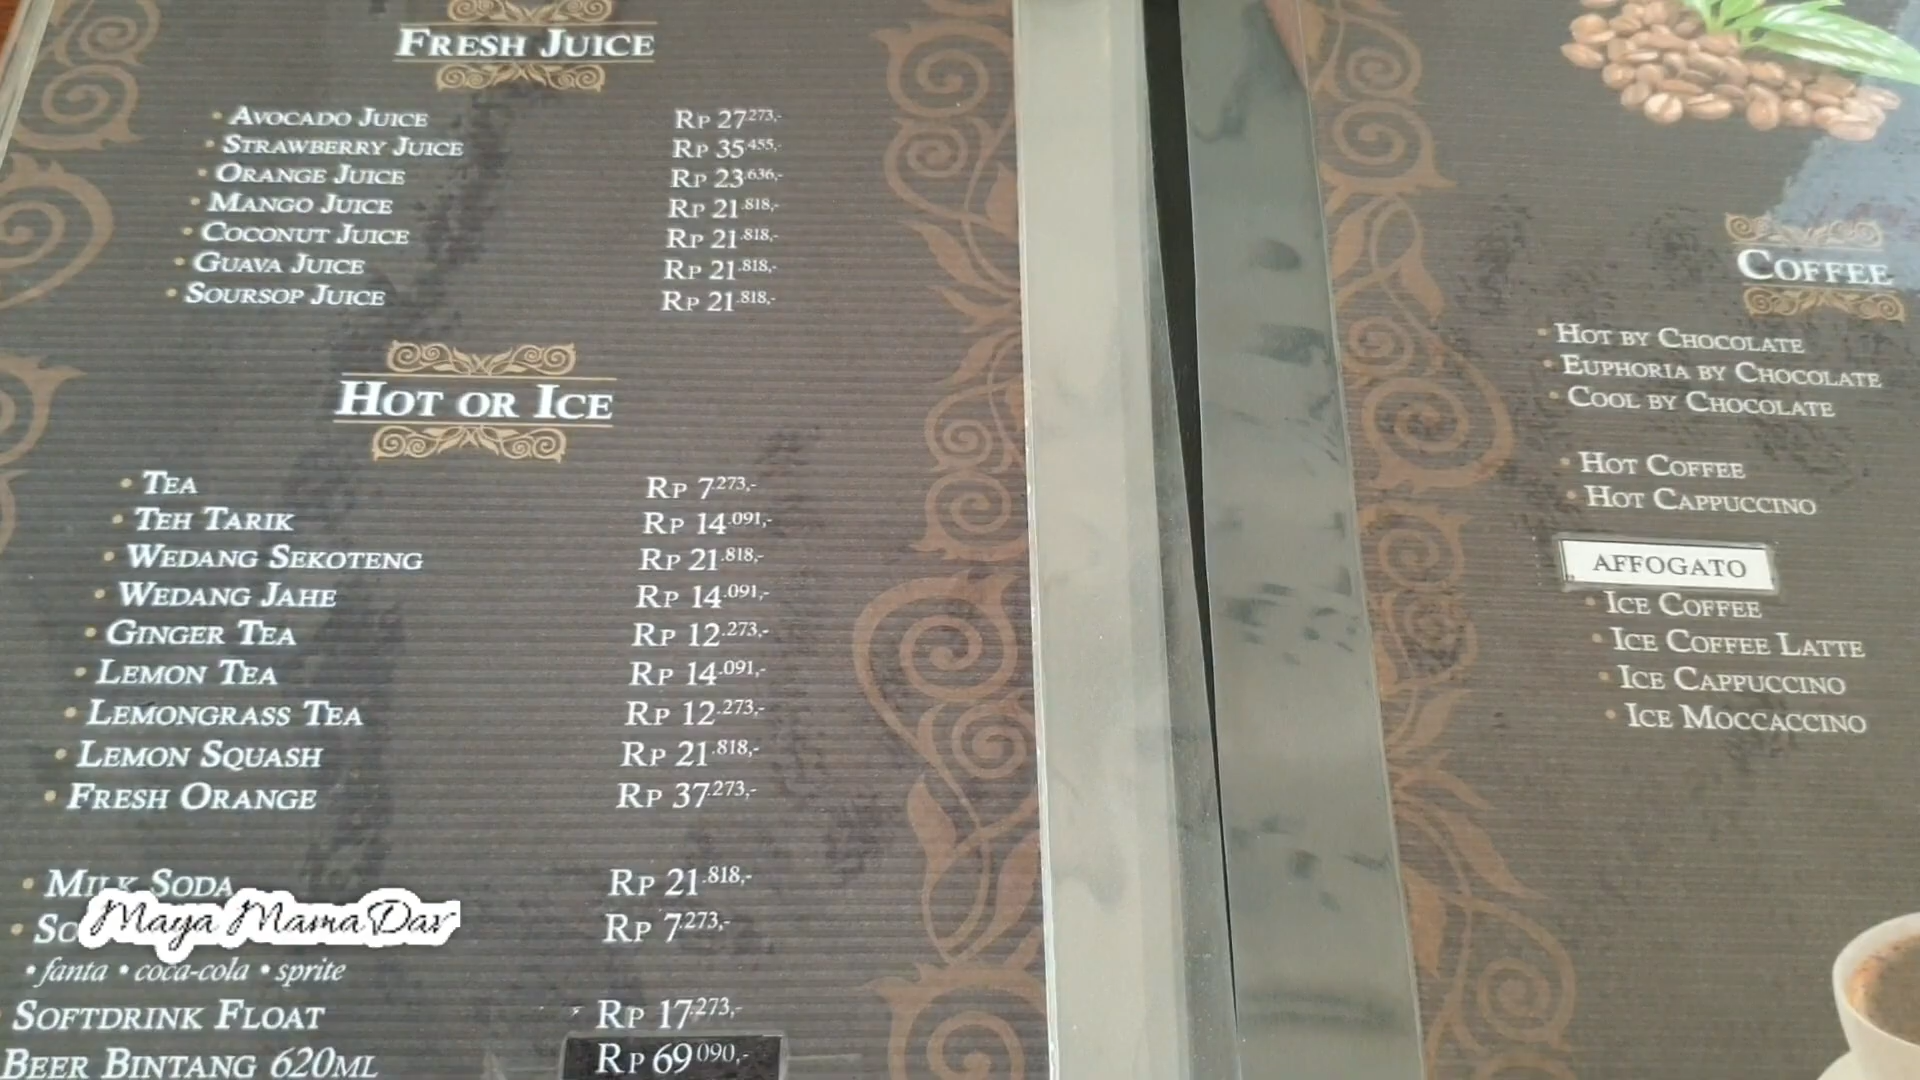 FRESH JUICE
• AVOCADO JUICE RP 27.273,-
• STRAWBERRY JUICE RP 35.455,-
• ORANGE JUICE RP 23.636,-
• MANGO JUICE RP 21.818,-
• COCONUT JUICE RP 21.818,-
• GUAVA JUICE RP 21.818,-
• SOURSOP JUICE RP 21.818,-
HOT OR ICE
• TEA RP 7.273,-
• TEH TARIK RP 14.091,-
• WEDANG SEKOTENG RP 21.818,-
• WEDANG JAHE RP 14.091,-
• GINGER TEA RP 12.273,-
• LEMON TEA RP 14.091,-
• LEMONGRASS TEA RP 12.273,-
• LEMON SQUASH RP 21.818,-
• FRESH ORANGE RP 37.273,-
• MILK SODA RP 21.818,-
• RP 7.273,-
Maya Mama Dav
• fanta • coca-cola • sprite
SOFTDRINK FLOAT RP 17.273,-
BEER BINTANG 620ML RP 69.090,-
COFFEE
• HOT BY CHOCOLATE
• EUPHORIA BY CHOCOLATE
• COOL BY CHOCOLATE
• HOT COFFEE
• HOT CAPPUCCINO
AFFOGATO
• ICE COFFEE
• ICE COFFEE LATTE
• ICE CAPPUCCINO
• ICE MOCCACCINO